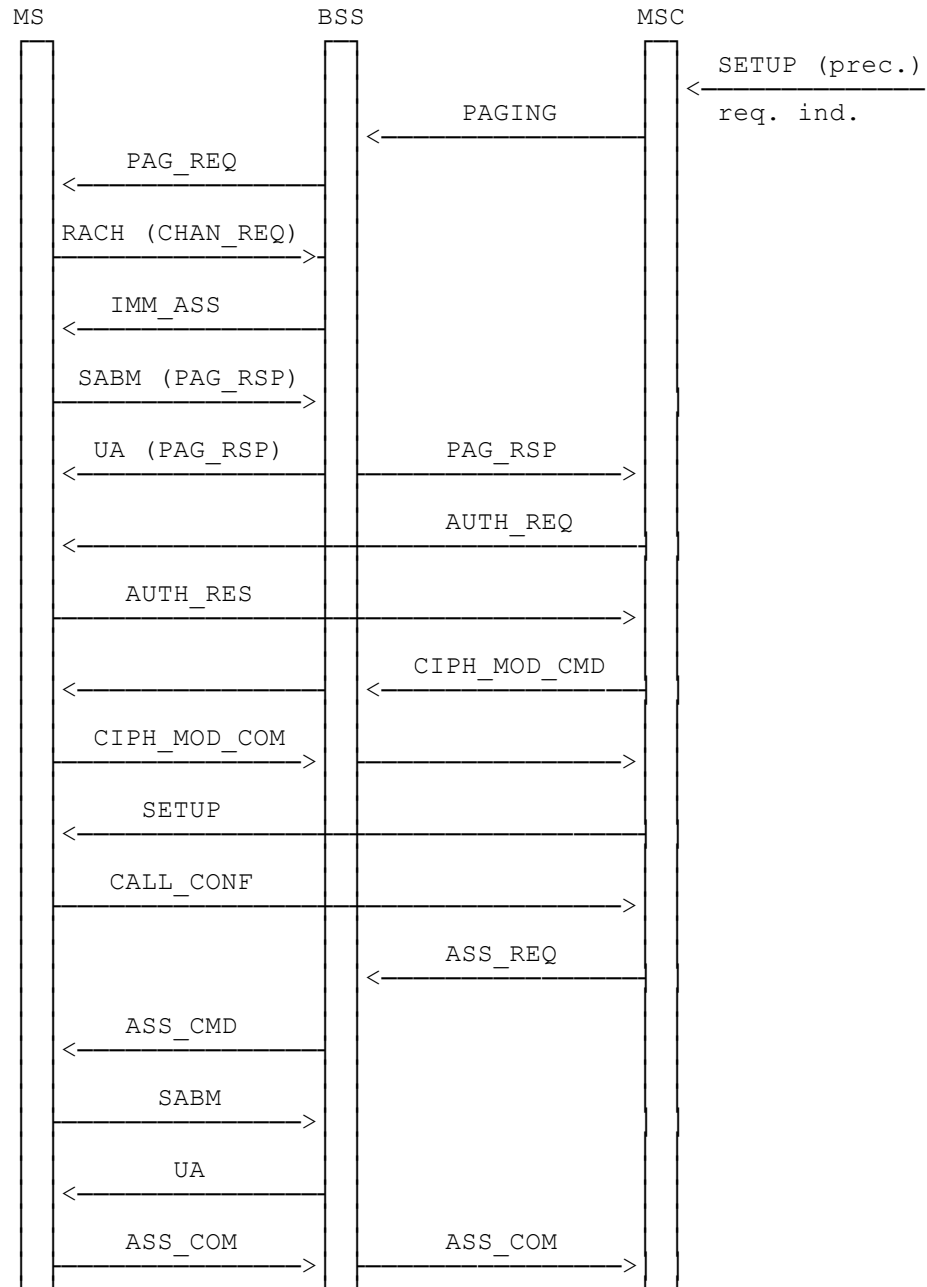 MS BSS MSC
SETUP (prec.)
PAGING
req. ind.
PAG_REQ
RACH (CHAN_REQ)
IMM_ASS
SABM (PAG_RSP)
UA (PAG_RSP) PAG_RSP
AUTH_REQ
AUTH_RES
CIPH_MOD_CMD
CIPH_MOD_COM
SETUP
CALL_CONF
ASS_REQ
ASS_CMD
SABM
UA
ASS_COM ASS_COM